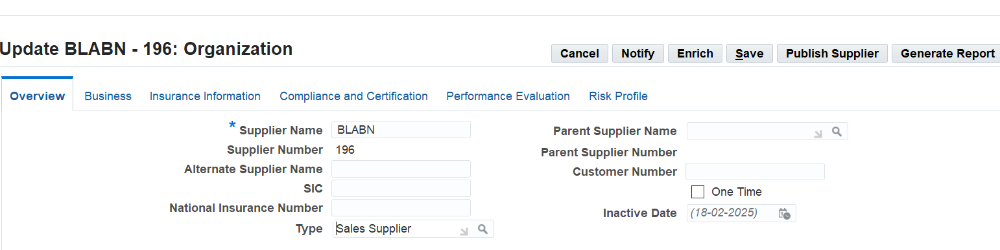 Update BLABN - 196: Organization
Cancel Notify Enrich Save Publish Supplier Generate Report
Overview Business Insurance Information Compliance and Certification Performance Evaluation Risk Profile
* Supplier Name BLABN
Supplier Number 196
Alternate Supplier Name
SIC
National Insurance Number
Type Sales Supplier
Parent Supplier Name
Parent Supplier Number
Customer Number
One Time
Inactive Date (18-02-2025)